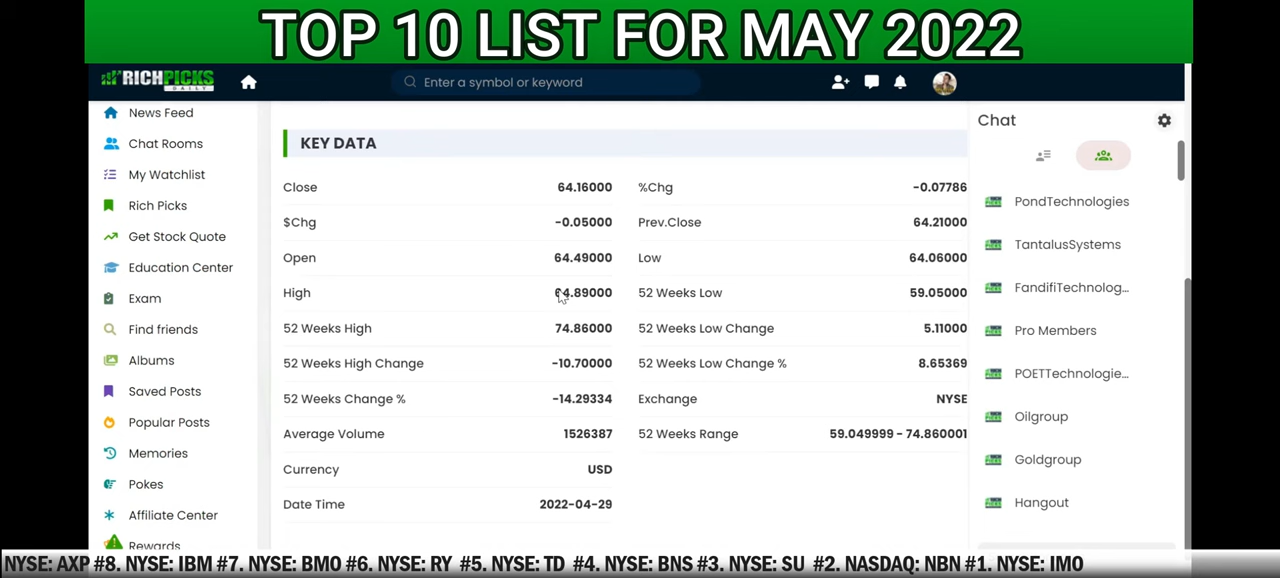 TOP 10 LIST FOR MAY 2022
RICHPICKS
DAILY
Enter a symbol or keyword
News Feed
Chat Rooms
My Watchlist
Rich Picks
Get Stock Quote
Education Center
Exam
Find friends
Albums
Saved Posts
Popular Posts
Memories
Pokes
Affiliate Center
Rewards
KEY DATA
Close 64.16000 %Chg -0.07786
$Chg -0.05000 Prev.Close 64.21000
Open 64.49000 Low 64.06000
High 64.89000 52 Weeks Low 59.05000
52 Weeks High 74.86000 52 Weeks Low Change 5.11000
52 Weeks High Change -10.70000 52 Weeks Low Change % 8.65369
52 Weeks Change % -14.29334 Exchange NYSE
Average Volume 1526387 52 Weeks Range 59.049999 - 74.860001
Currency USD
Date Time 2022-04-29
Chat
PondTechnologies
TantalusSystems
FandifiTechnolog...
Pro Members
POETTechnologie...
Oilgroup
Goldgroup
Hangout
NYSE: AXP #8. NYSE: IBM #7. NYSE: BMO #6. NYSE: RY #5. NYSE: TD #4. NYSE: BNS #3. NYSE: SU #2. NASDAQ: NBN #1. NYSE: IMO